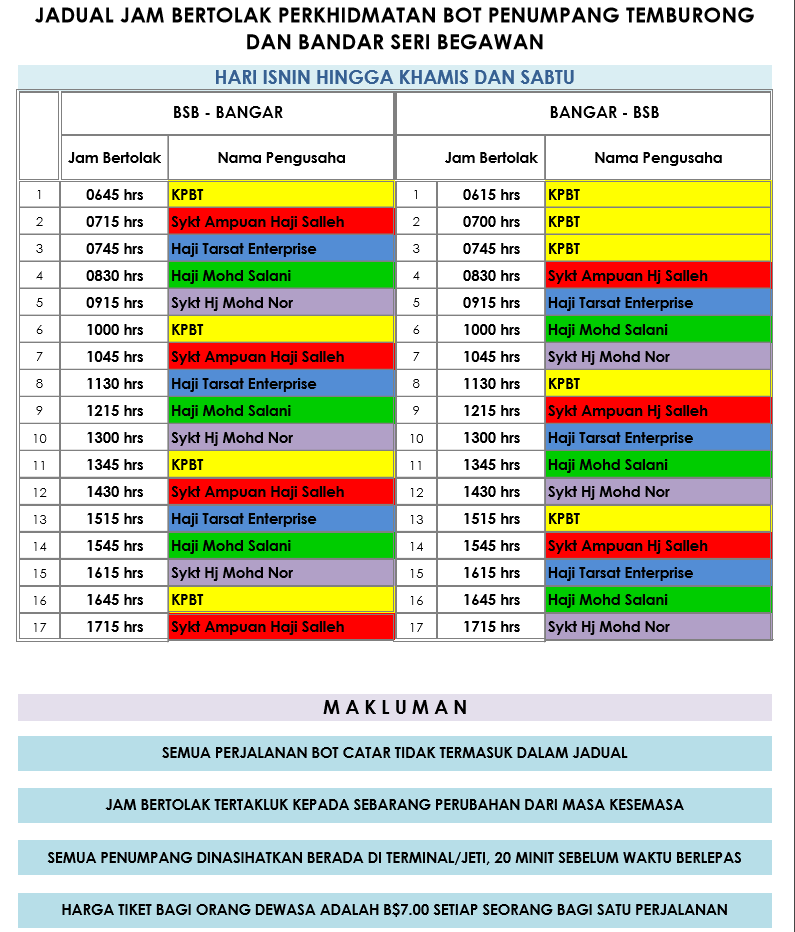 JADUAL JAM BERTOLAK PERKHIDMATAN BOT PENUMPANG TEMBURONG
DAN BANDAR SERI BEGAWAN
HARI ISNIN HINGGA KHAMIS DAN SABTU
BSB - BANGAR BANGAR - BSB
Jam Bertolak Nama Pengusaha Jam Bertolak Nama Pengusaha
1 0645 hrs KPBT 1 0615 hrs KPBT
2 0715 hrs Sykt Ampuan Haji Salleh 2 0700 hrs KPBT
3 0745 hrs Haji Tarsat Enterprise 3 0745 hrs KPBT
4 0830 hrs Haji Mohd Salani 4 0830 hrs Sykt Ampuan Hj Salleh
5 0915 hrs Sykt Hj Mohd Nor 5 0915 hrs Haji Tarsat Enterprise
6 1000 hrs KPBT 6 1000 hrs Haji Mohd Salani
7 1045 hrs Sykt Ampuan Haji Salleh 7 1045 hrs Sykt Hj Mohd Nor
8 1130 hrs Haji Tarsat Enterprise 8 1130 hrs KPBT
9 1215 hrs Haji Mohd Salani 9 1215 hrs Sykt Ampuan Hj Salleh
10 1300 hrs Sykt Hj Mohd Nor 10 1300 hrs Haji Tarsat Enterprise
11 1345 hrs KPBT 11 1345 hrs Haji Mohd Salani
12 1430 hrs Sykt Ampuan Haji Salleh 12 1430 hrs Sykt Hj Mohd Nor
13 1515 hrs Haji Tarsat Enterprise 13 1515 hrs KPBT
14 1545 hrs Haji Mohd Salani 14 1545 hrs Sykt Ampuan Hj Salleh
15 1615 hrs Sykt Hj Mohd Nor 15 1615 hrs Haji Tarsat Enterprise
16 1645 hrs KPBT 16 1645 hrs Haji Mohd Salani
17 1715 hrs Sykt Ampuan Haji Salleh 17 1715 hrs Sykt Hj Mohd Nor
M A K L U M A N
SEMUA PERJALANAN BOT CATAR TIDAK TERMASUK DALAM JADUAL
JAM BERTOLAK TERTAKLUK KEPADA SEBARANG PERUBAHAN DARI MASA KESEMASA
SEMUA PENUMPANG DINASIHATKAN BERADA DI TERMINAL/JETI, 20 MINIT SEBELUM WAKTU BERLEPAS
HARGA TIKET BAGI ORANG DEWASA ADALAH B$7.00 SETIAP SEORANG BAGI SATU PERJALANAN